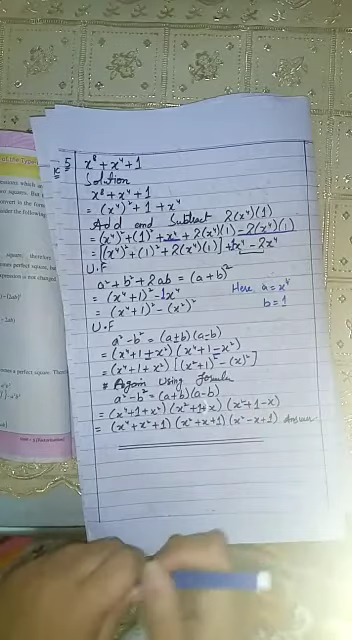 5 x⁸ + x⁴ + 1
Solution
x⁸ + x⁴ + 1
= (x⁴)² + 1 + x⁴
Add and Subtract 2(x⁴)(1)
= (x⁴)² + (1)² + x⁴ + 2(x⁴)(1) - 2(x⁴)(1)
= [(x⁴)² + (1)² + 2(x⁴)(1)] + x⁴ - 2x⁴
U.F
a² + b² + 2ab = (a+b)²
= (x⁴+1)² - 1x⁴
Here a = x⁴
= (x⁴+1)² - (x²)²
b = 1
U.F
a² - b² = (a+b)(a-b)
= (x⁴+1+x²)(x⁴+1-x²)
= (x⁴+1+x²)[(x²+1)² - (x)²]
* Again Using formula
a² - b² = (a+b)(a-b)
= (x⁴+1+x²)(x²+1+x)(x²+1-x)
= (x⁴+x²+1)(x²+x+1)(x²-x+1) Answer